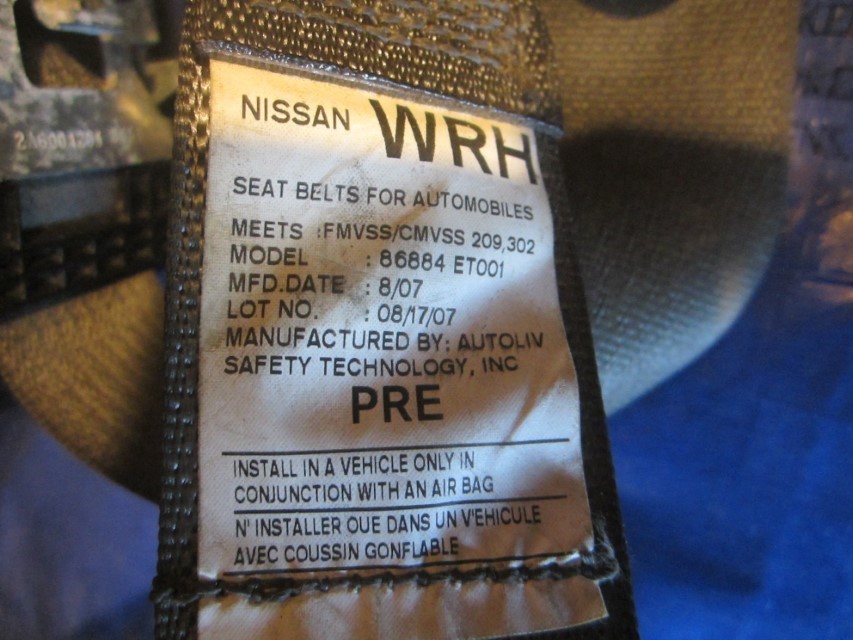 NISSAN WRH
SEAT BELTS FOR AUTOMOBILES
MEETS :FMVSS/CMVSS 209,302
MODEL : 86884 ET001
MFD.DATE : 8/07
LOT NO. : 08/17/07
MANUFACTURED BY: AUTOLIV
SAFETY TECHNOLOGY, INC
PRE
INSTALL IN A VEHICLE ONLY IN
CONJUNCTION WITH AN AIR BAG
N' INSTALLER OUE DANS UN V'EHICULE
AVEC COUSSIN GONFLABLE